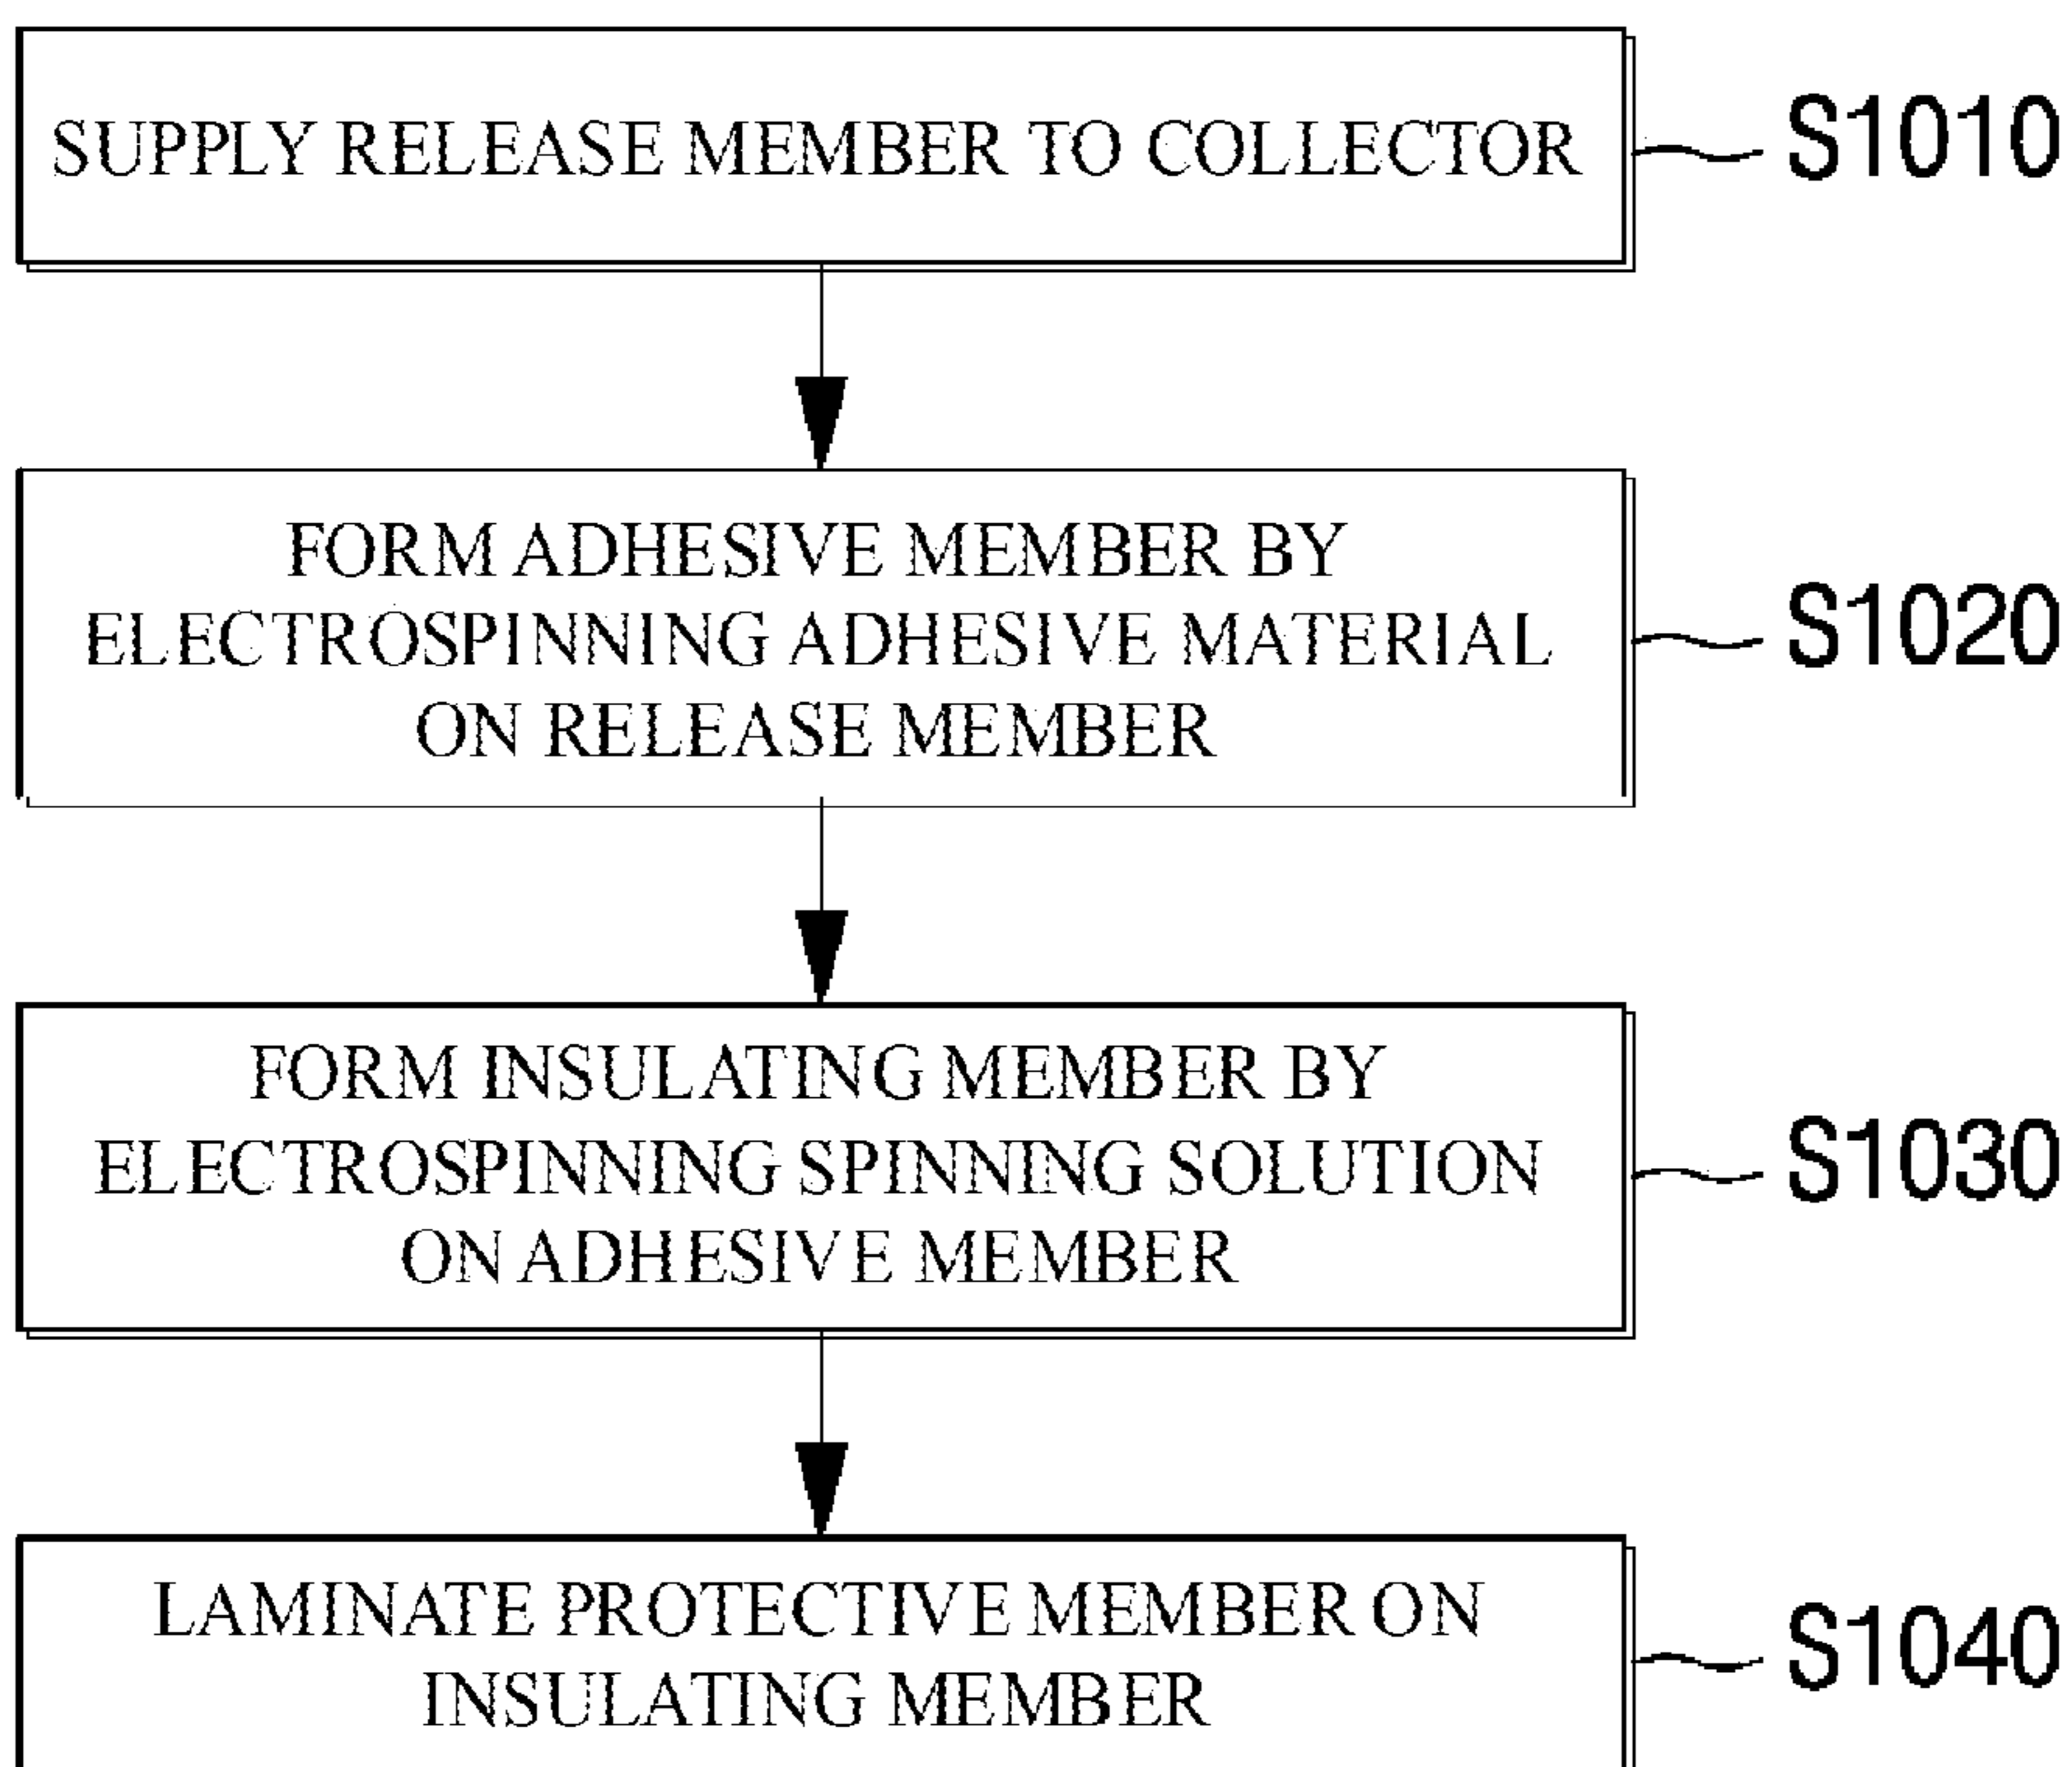 SUPPLY RELEASE MEMBER TO COLLECTOR
S1010
FORM ADHESIVE MEMBER BY
ELECTROSPINNING ADHESIVE MATERIAL
ON RELEASE MEMBER
S1020
FORM INSULATING MEMBER BY
ELECTROSPINNING SPINNING SOLUTION
ON ADHESIVE MEMBER
S1030
LAMINATE PROTECTIVE MEMBER ON
INSULATING MEMBER
S1040